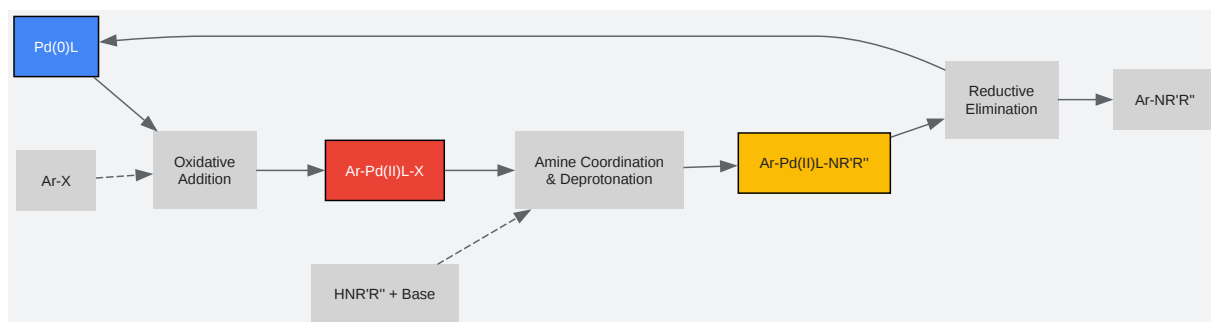 Pd(0)L
Ar-X
Oxidative
Addition
Ar-Pd(II)L-X
HNR'R'' + Base
Amine Coordination
& Deprotonation
Ar-Pd(II)L-NR'R''
Reductive
Elimination
Ar-NR'R''